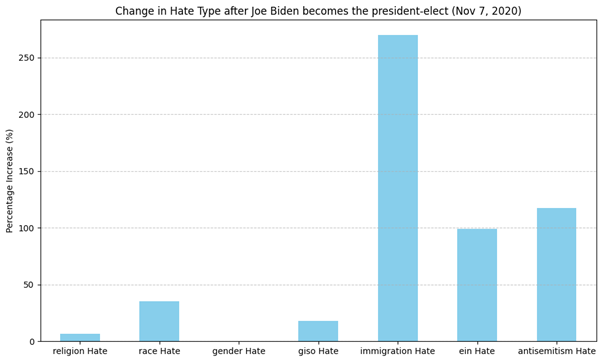 Change in Hate Type after Joe Biden becomes the president-elect (Nov 7, 2020)
Percentage Increase (%)
250
200
150
100
50
0
religion Hate race Hate gender Hate giso Hate immigration Hate ein Hate antisemitism Hate